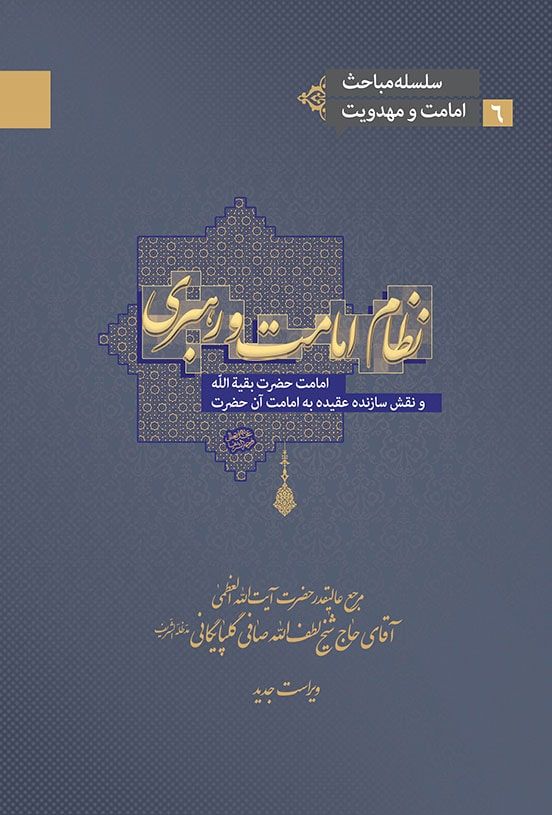 سلسله مباحث
امامت و مهدویت
٦
نظام امامت و رهبری
امامت حضرت بقیة الله
و نقش سازنده عقیده به امامت آن حضرت
مرجع عالیقدر حضرت آیت الله العظمی
آقای حاج شیخ لطف الله صافی گلپایگانی مدظله الشریف
ویراست جدید